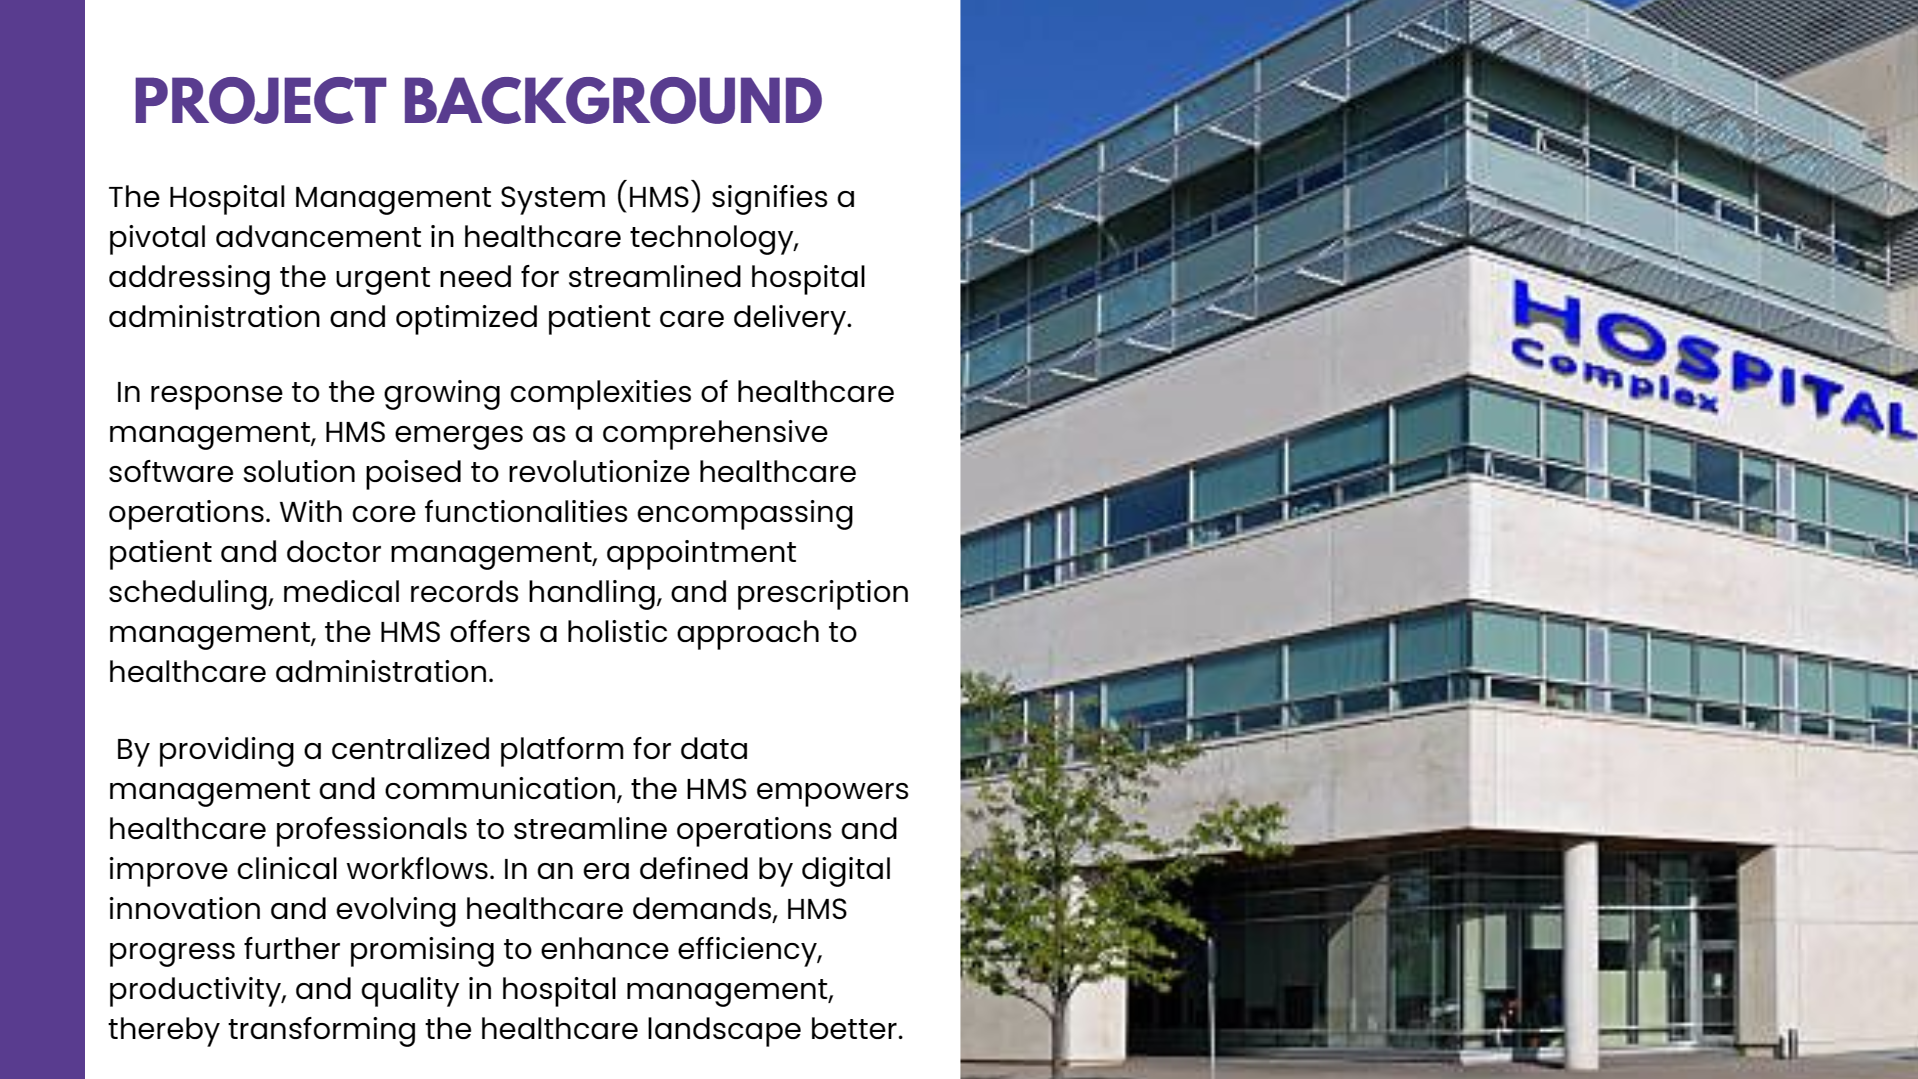 PROJECT BACKGROUND
The Hospital Management System (HMS) signifies a
pivotal advancement in healthcare technology,
addressing the urgent need for streamlined hospital
administration and optimized patient care delivery.
In response to the growing complexities of healthcare
management, HMS emerges as a comprehensive
software solution poised to revolutionize healthcare
operations. With core functionalities encompassing
patient and doctor management, appointment
scheduling, medical records handling, and prescription
management, the HMS offers a holistic approach to
healthcare administration.
By providing a centralized platform for data
management and communication, the HMS empowers
healthcare professionals to streamline operations and
improve clinical workflows. In an era defined by digital
innovation and evolving healthcare demands, HMS
progress further promising to enhance efficiency,
productivity, and quality in hospital management,
thereby transforming the healthcare landscape better.
HOSPITAL
Complex